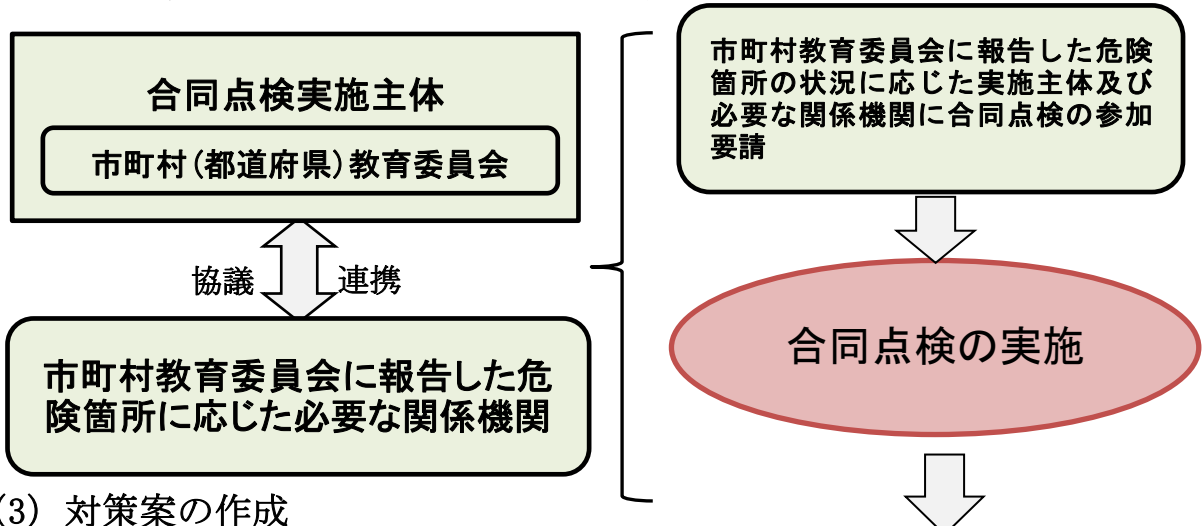 合同点検実施主体
市町村(都道府県)教育委員会
協議
連携
市町村教育委員会に報告した危
険箇所に応じた必要な関係機関
市町村教育委員会に報告した危険
箇所の状況に応じた実施主体及び
必要な関係機関に合同点検の参加
要請
合同点検の実施
(3) 対策案の作成